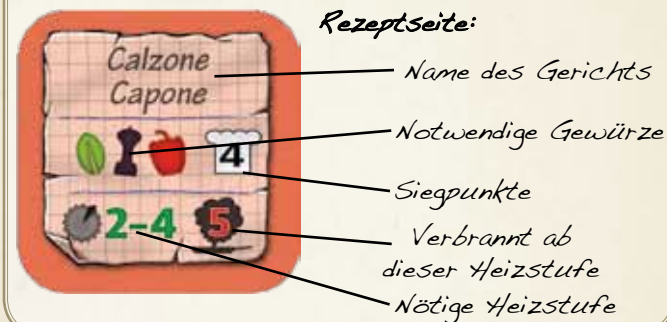 Rezeptseite:
Calzone
Capone
4
2–4
5
Name des Gerichts
Notwendige Gewürze
Siegpunkte
Verbrannt ab
dieser Heizstufe
Nötige Heizstufe